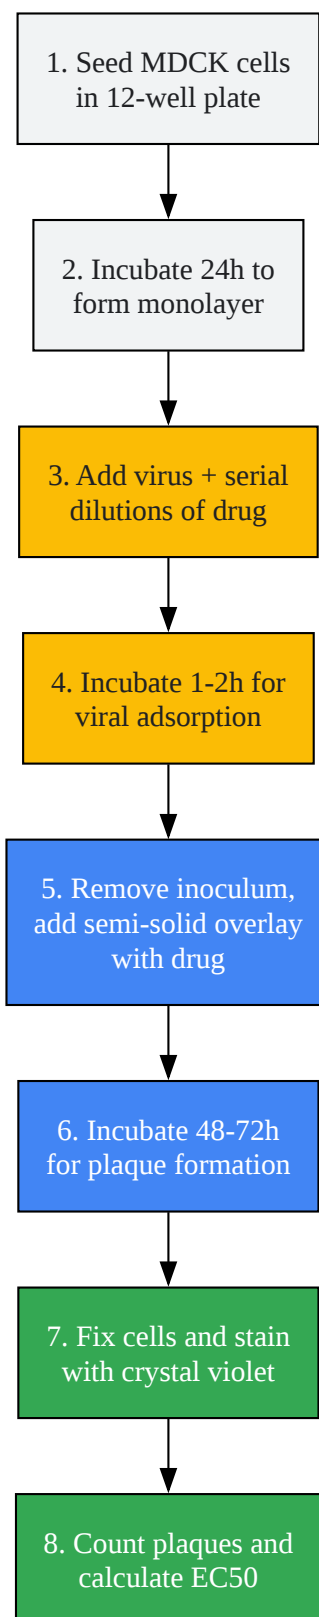 1. Seed MDCK cells
in 12-well plate
2. Incubate 24h to
form monolayer
3. Add virus + serial
dilutions of drug
4. Incubate 1-2h for
viral adsorption
5. Remove inoculum,
add semi-solid overlay
with drug
6. Incubate 48-72h
for plaque formation
7. Fix cells and stain
with crystal violet
8. Count plaques and
calculate EC50